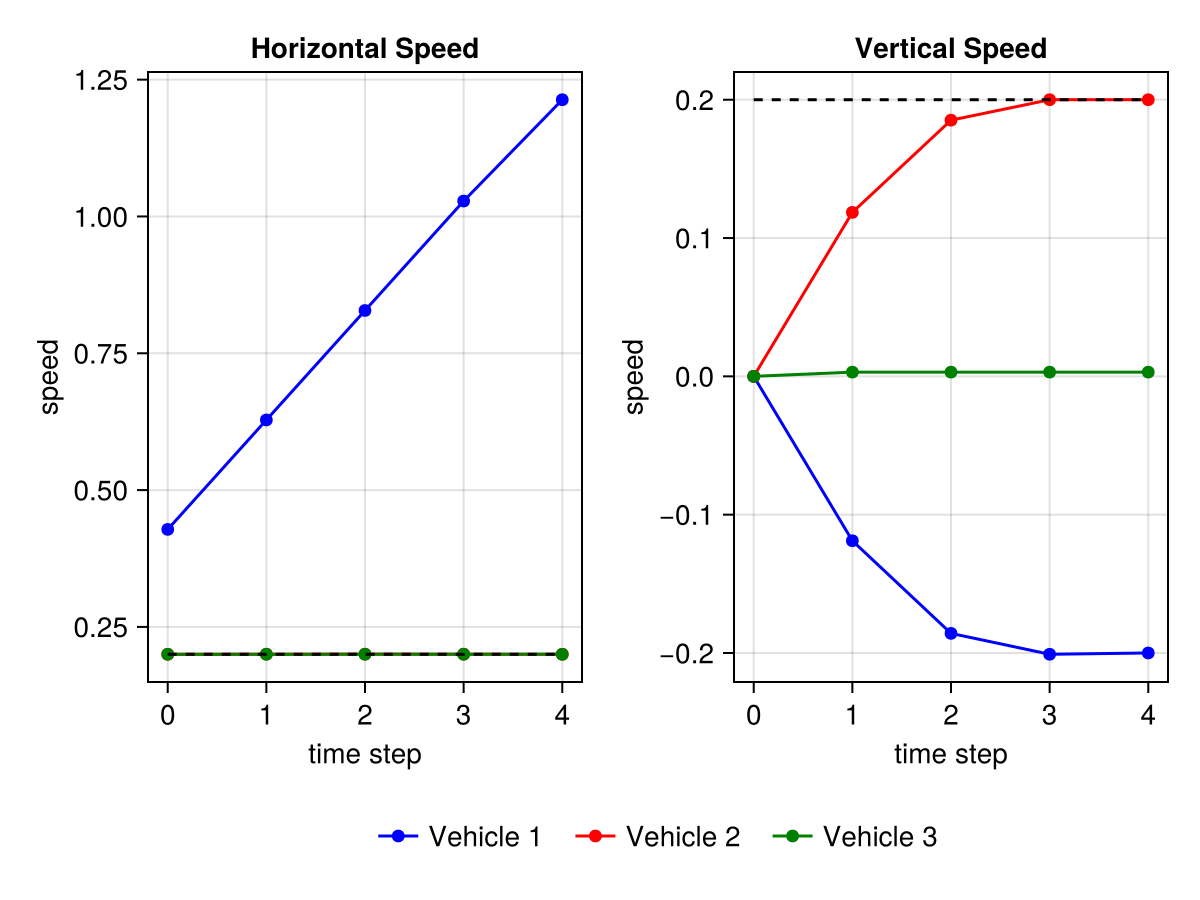 Horizontal Speed
1.25
1.00
0.75
0.50
0.25
speed
0 1 2 3 4
time step
Vertical Speed
0.2
0.1
0.0
−0.1
−0.2
speed
0 1 2 3 4
time step
Vehicle 1 Vehicle 2 Vehicle 3